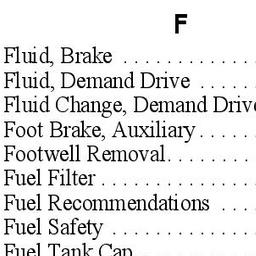 F
Fluid, Brake . . . . . . . . . . . .
Fluid, Demand Drive . . . . .
Fluid Change, Demand Drive
Foot Brake, Auxiliary . . . . .
Footwell Removal. . . . . . . .
Fuel Filter . . . . . . . . . . . . . .
Fuel Recommendations . . .
Fuel Safety . . . . . . . . . . . . .
Fuel Tank Cap. . . . . . . . . . .